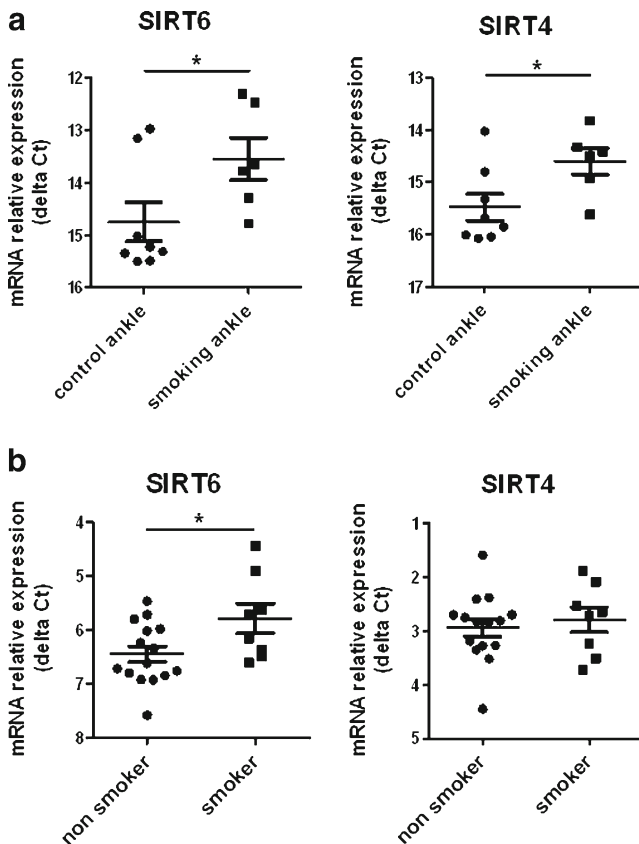 a
SIRT6
SIRT4
*
*
mRNA relative expression
(delta Ct)
12
13
14
15
16
control ankle
smoking ankle
mRNA relative expression
(delta Ct)
13
14
15
16
17
control ankle
smoking ankle
b
SIRT6
SIRT4
*
mRNA relative expression
(delta Ct)
4
5
6
7
8
non smoker
smoker
mRNA relative expression
(delta Ct)
1
2
3
4
5
non smoker
smoker